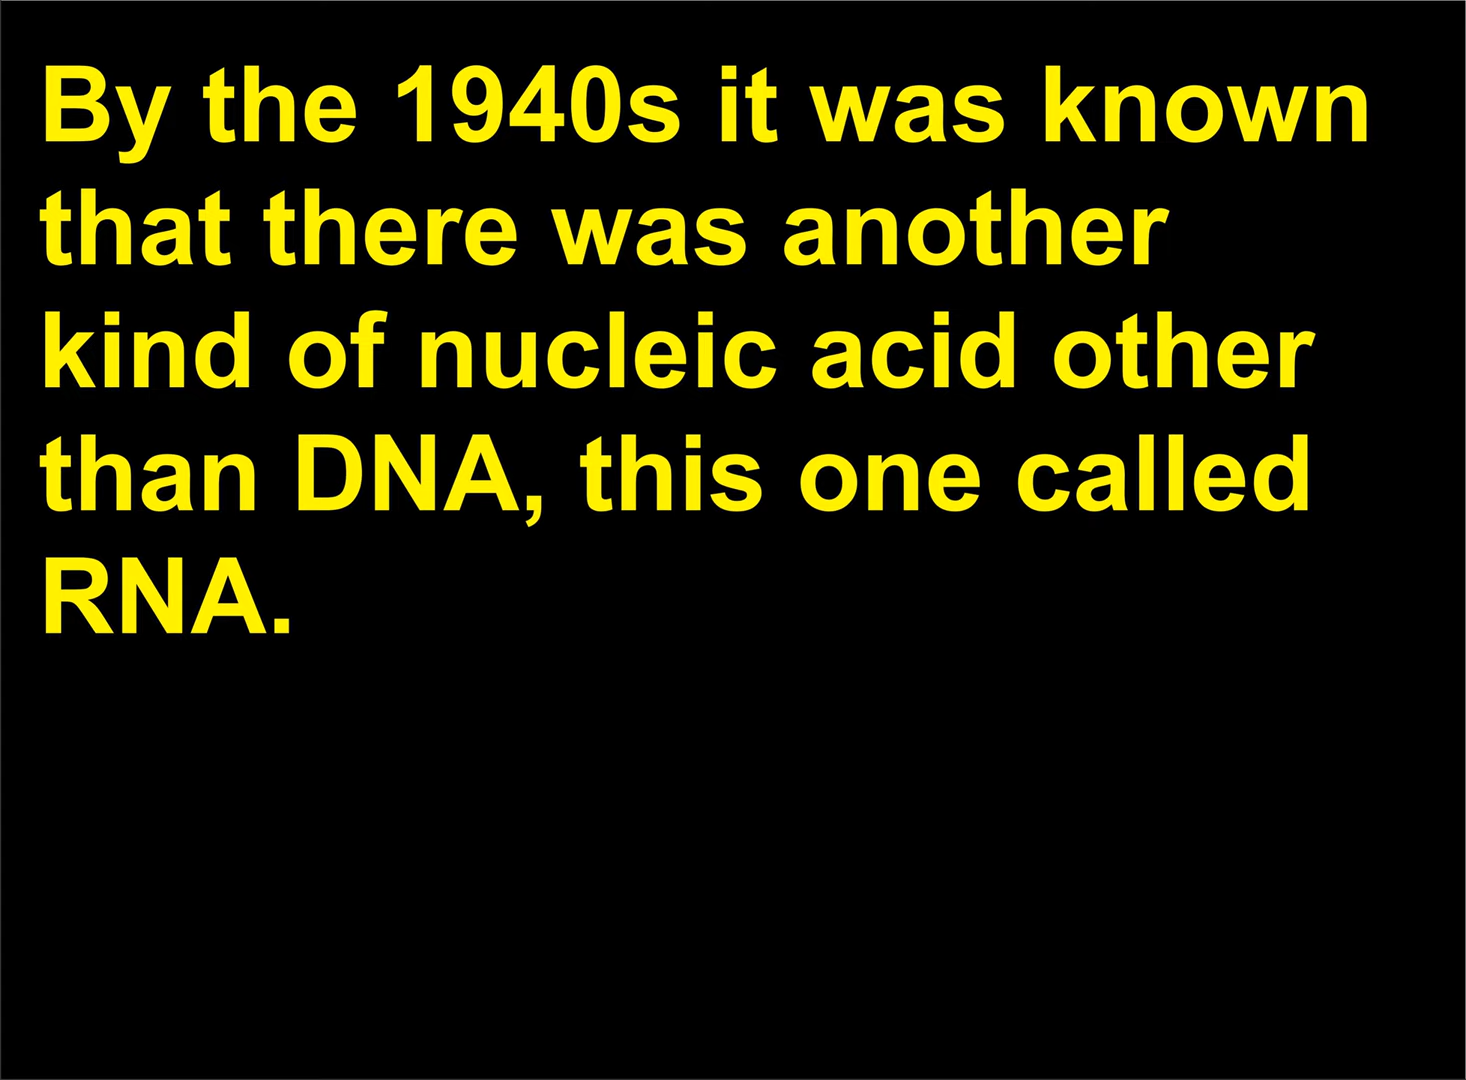 By the 1940s it was known
that there was another
kind of nucleic acid other
than DNA, this one called
RNA.